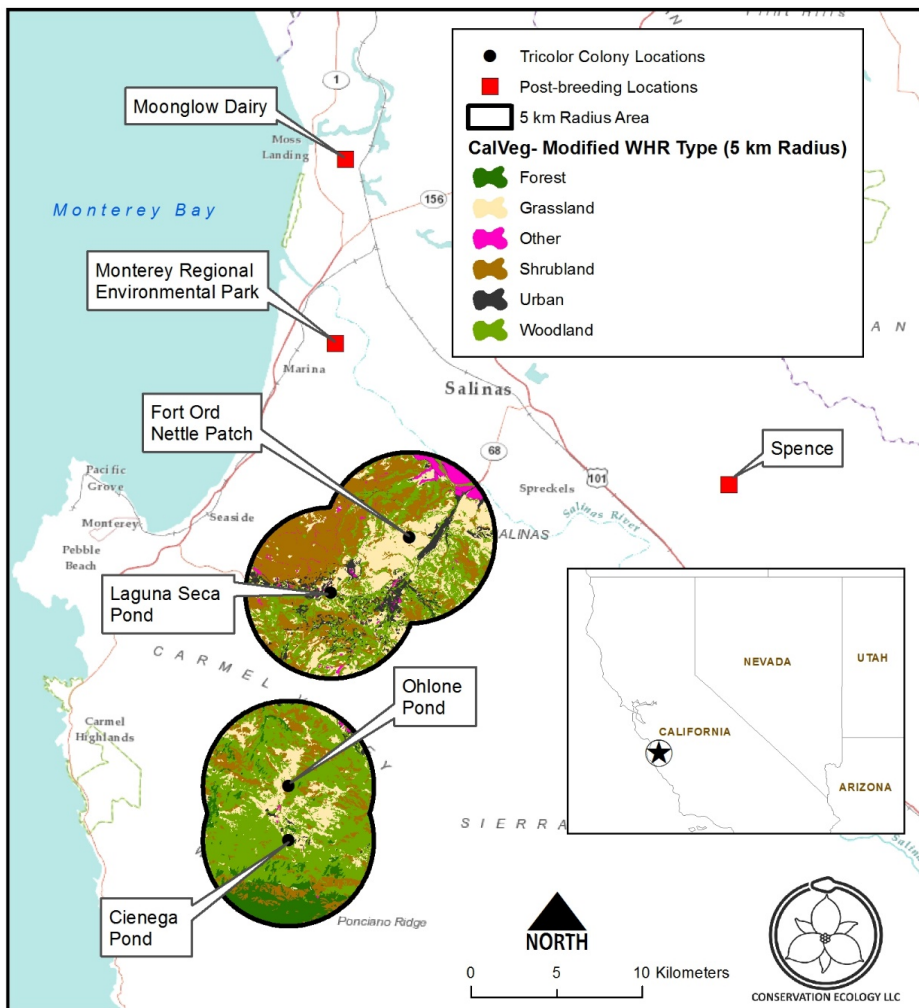 Tricolor Colony Locations
Post-breeding Locations
5 km Radius Area
CalVeg- Modified WHR Type (5 km Radius)
Forest
Grassland
Other
Shrubland
Urban
Woodland
1
Moonglow Dairy
Moss
Landing
156
Monterey Bay
Monterey Regional
Environmental Park
A N
Marina
Salinas
Fort Ord
Nettle Patch
68
Spence
101
Spreckels
Pacific
Grove
Salinas
River
Seaside
Monterey
SALINAS
Pebble
Beach
Laguna Seca
Pond
CARMEL
Ohlone
Pond
NEVADA
UTAH
Carmel
Highlands
CALIFORNIA
EY
ARIZONA
SIERRA
Salinas
Cienega
Pond
Ponciano Ridge
NORTH
0 5 10 Kilometers
CONSERVATION ECOLOGY LLC